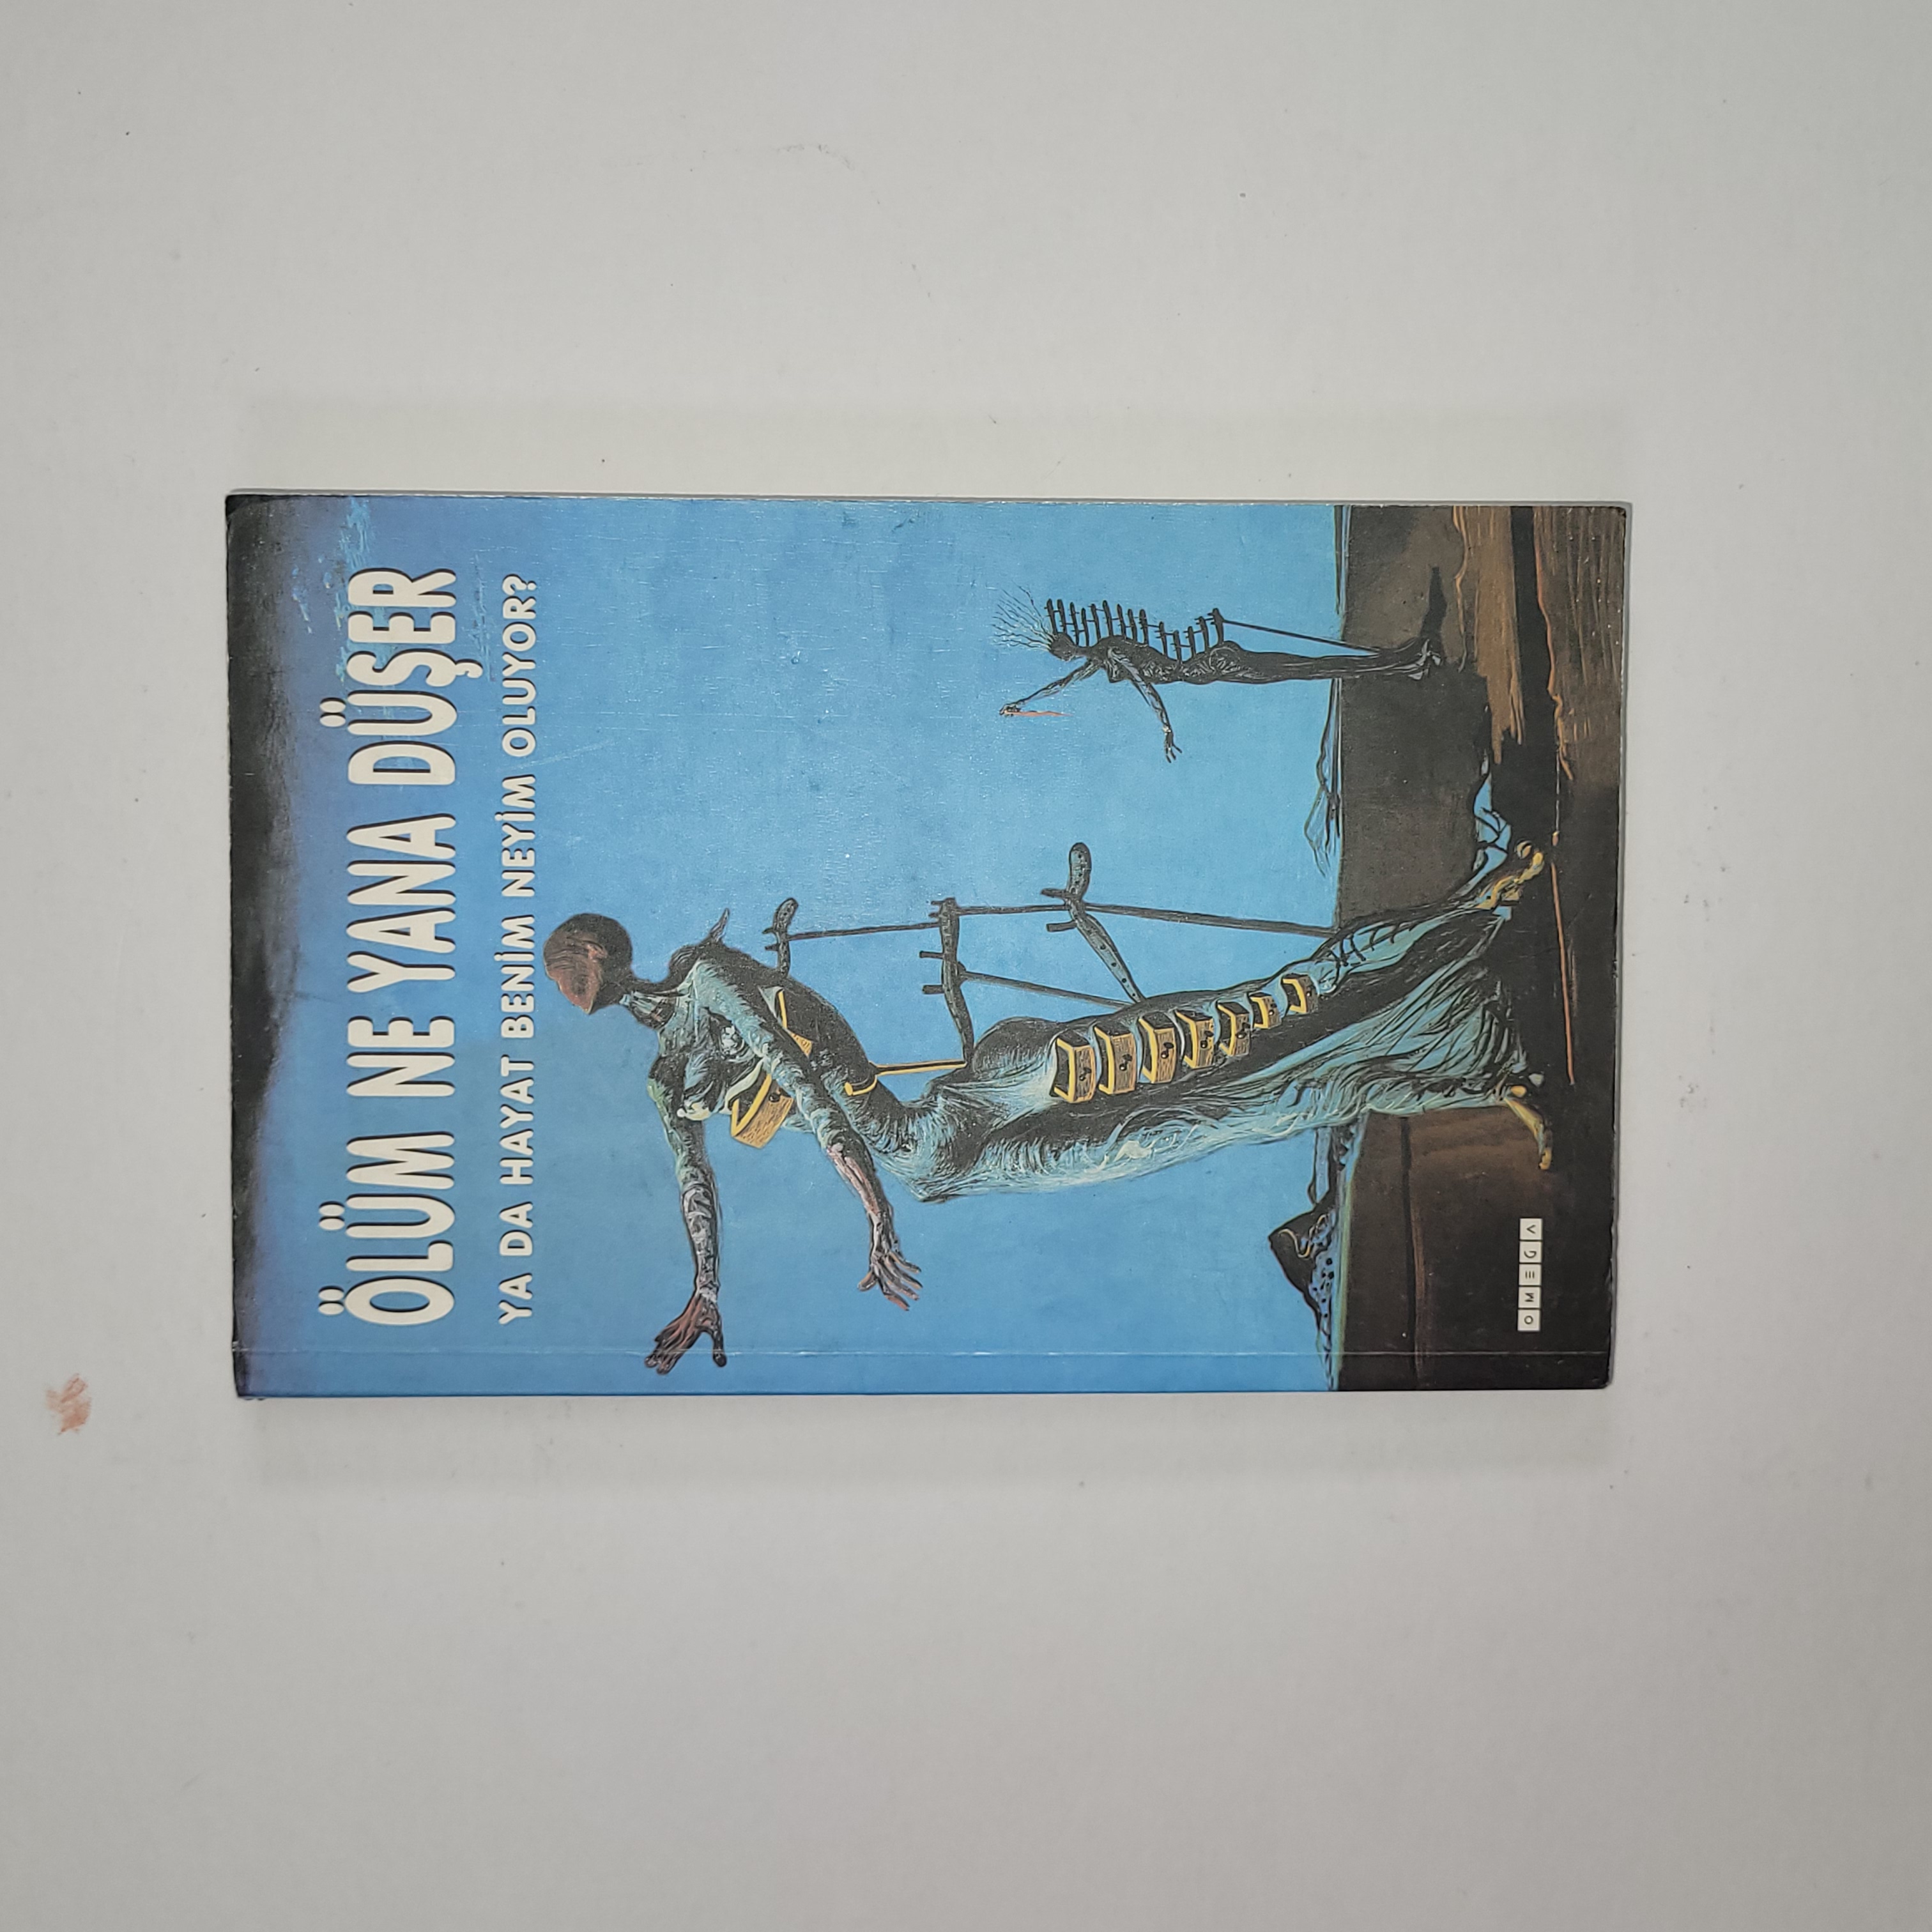 ÖLÜM NE YANA DÜŞER
YA DA HAYAT BENİM NEYİM OLUYOR?
OMEGA